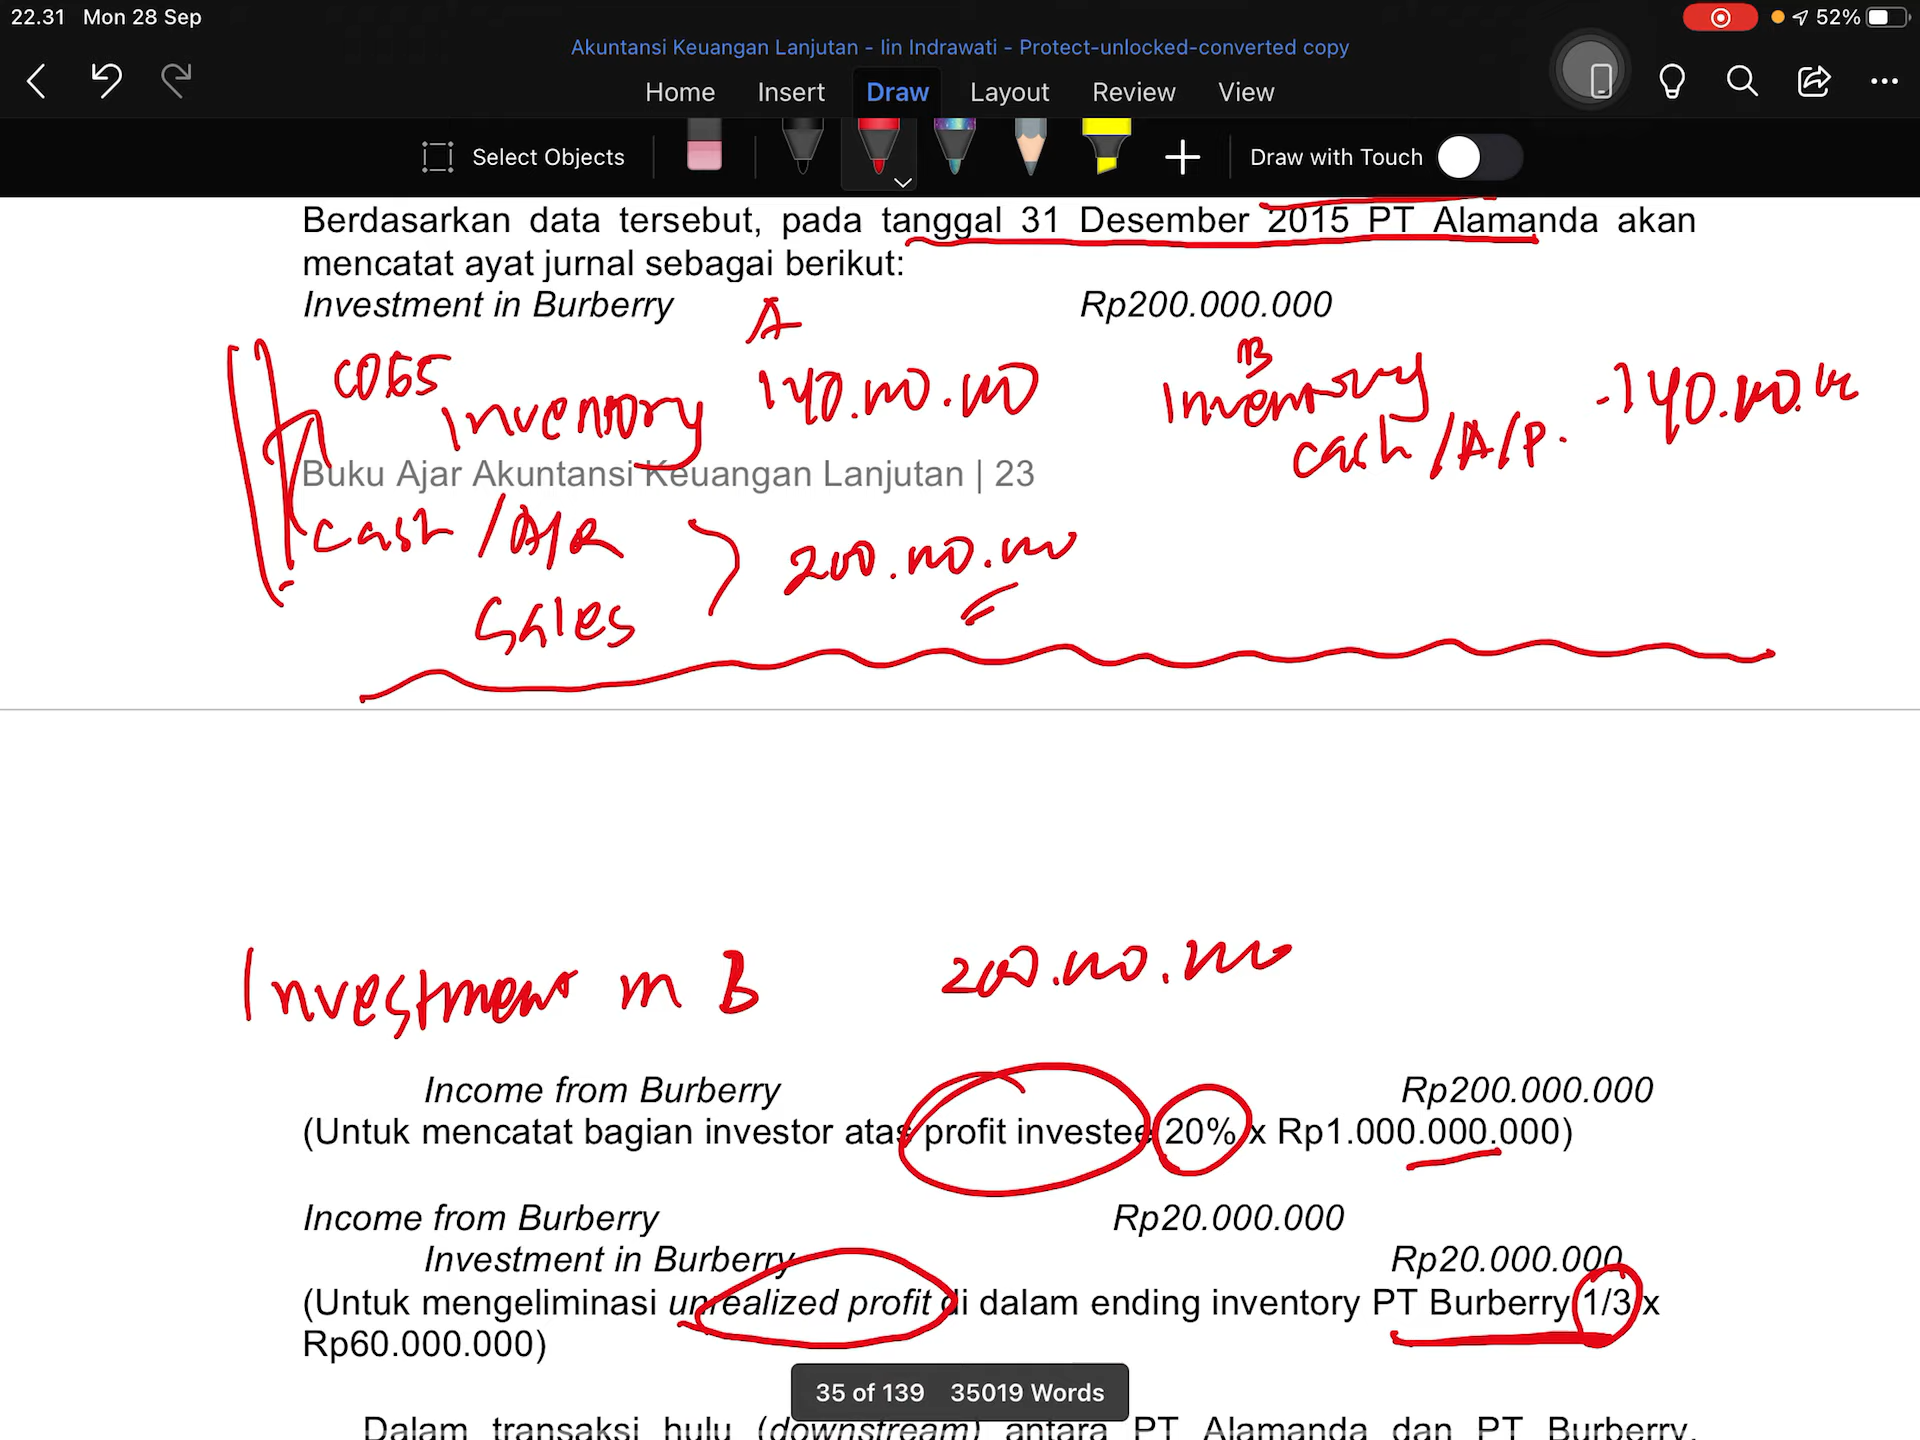 22.31 Mon 28 Sep
52%
Akuntansi Keuangan Lanjutan - Iin Indrawati - Protect-unlocked-converted copy
Home Insert Draw Layout Review View
Select Objects
Draw with Touch
Berdasarkan data tersebut, pada tanggal 31 Desember 2015 PT Alamanda akan
mencatat ayat jurnal sebagai berikut:
Investment in Burberry Rp200.000.000
A
B
COGS
Inventory 140.000.000
Inventory
cash/A/P.
Buku Ajar Akuntansi Keuangan Lanjutan | 23
cash/A/R
Sales
200.000.000
Investment in B 200.000.000
Income from Burberry Rp200.000.000
(Untuk mencatat bagian investor atas profit investee 20% x Rp1.000.000.000)
Income from Burberry Rp20.000.000
Investment in Burberry Rp20.000.000
(Untuk mengeliminasi unrealized profit di dalam ending inventory PT Burberry 1/3 x
Rp60.000.000)
35 of 139 35019 Words
Dalam transaksi hulu (downstream) antara PT Alamanda dan PT Burberry,